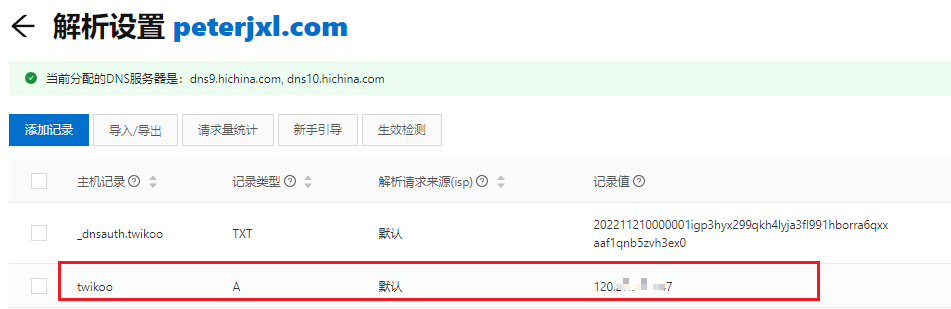 解析设置 peterjxl.com
当前分配的DNS服务器是：dns9.hichina.com, dns10.hichina.com
添加记录 导入/导出 请求量统计 新手引导 生效检测
主机记录 记录类型 解析请求来源(isp) 记录值
_dnsauth.twikoo TXT 默认 202211210000001igp3hyx299qkh4lyja3fl991hborra6qxx
aaf1qnb5zvh3ex0
twikoo A 默认 120.